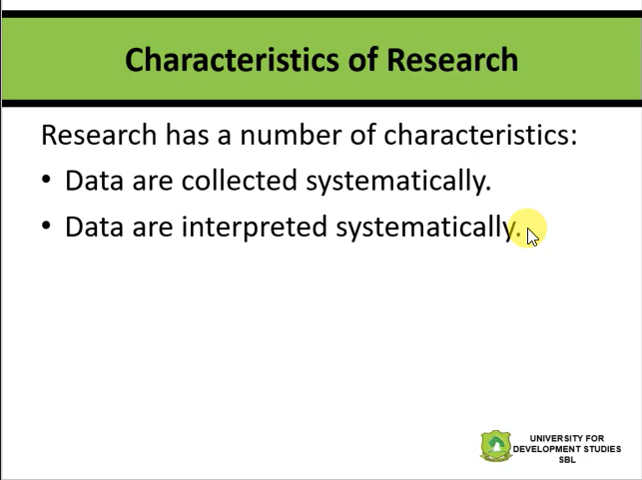 Characteristics of Research
Research has a number of characteristics:
• Data are collected systematically.
• Data are interpreted systematically.
UNIVERSITY FOR
DEVELOPMENT STUDIES
SBL